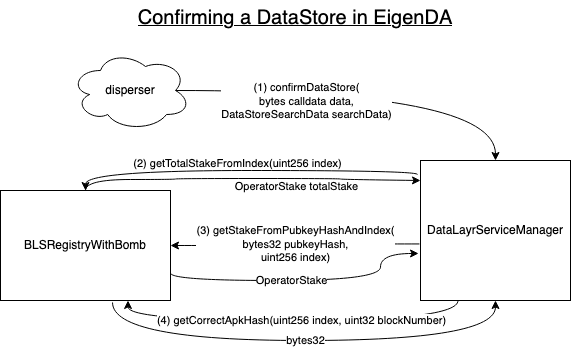 Confirming a DataStore in EigenDA
disperser
(1) confirmDataStore(
bytes calldata data,
DataStoreSearchData searchData)
(2) getTotalStakeFromIndex(uint256 index)
OperatorStake totalStake
BLSRegistryWithBomb
DataLayrServiceManager
(3) getStakeFromPubkeyHashAndIndex(
bytes32 pubkeyHash,
uint256 index)
OperatorStake
(4) getCorrectApkHash(uint256 index, uint32 blockNumber)
bytes32